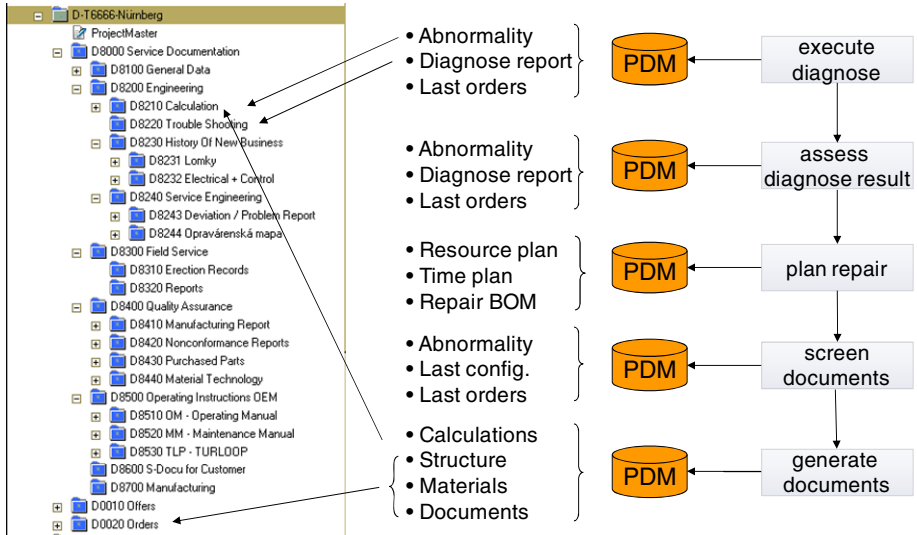 D-T6666-Nürnberg
ProjectMaster
D8000 Service Documentation
D8100 General Data
D8200 Engineering
D8210 Calculation
D8220 Trouble Shooting
D8230 History Of New Business
D8231 Lomky
D8232 Electrical + Control
D8240 Service Engineering
D8243 Deviation / Problem Report
D8244 Opravárenská mapa
D8300 Field Service
D8310 Erection Records
D8320 Reports
D8400 Quality Assurance
D8410 Manufacturing Report
D8420 Nonconformance Reports
D8430 Purchased Parts
D8440 Material Technology
D8500 Operating Instructions OEM
D8510 OM - Operating Manual
D8520 MM - Maintenance Manual
D8530 TLP - TURLOOP
D8600 S-Docu for Customer
D8700 Manufacturing
D0010 Offers
D0020 Orders
• Abnormality
• Diagnose report
• Last orders
PDM
execute
diagnose
• Abnormality
• Diagnose report
• Last orders
PDM
assess
diagnose result
• Resource plan
• Time plan
• Repair BOM
PDM
plan repair
• Abnormality
• Last config.
• Last orders
PDM
screen
documents
• Calculations
• Structure
• Materials
• Documents
PDM
generate
documents